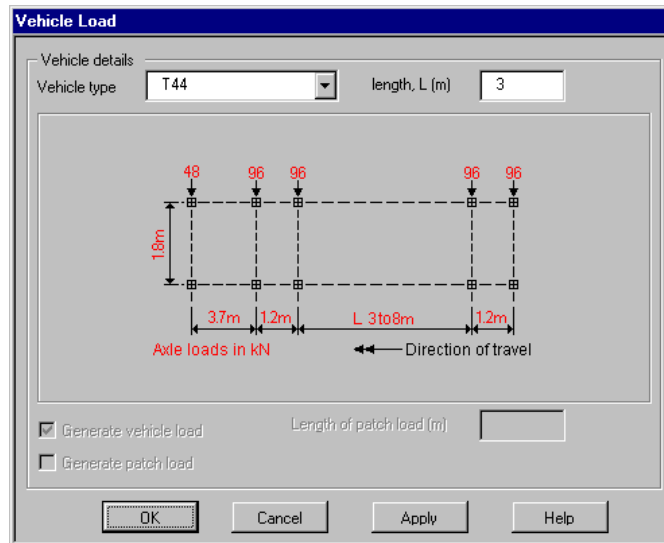 Vehicle Load
Vehicle details
Vehicle type T44 length, L (m) 3
48 96 96 96 96
1.8m
3.7m 1.2m L 3to8m 1.2m
Axle loads in kN Direction of travel
Generate vehicle load Length of patch load (m)
Generate patch load
OK Cancel Apply Help